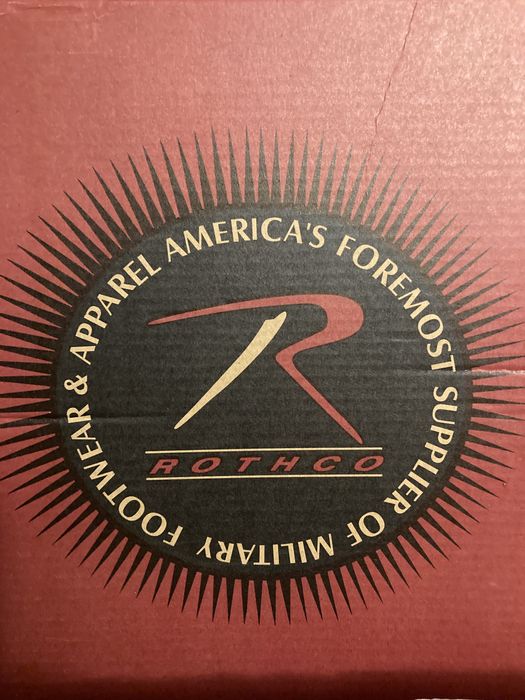 AMERICA'S FOREMOST SUPPLIER OF MILITARY FOOTWEAR & APPAREL
R
ROTHCO